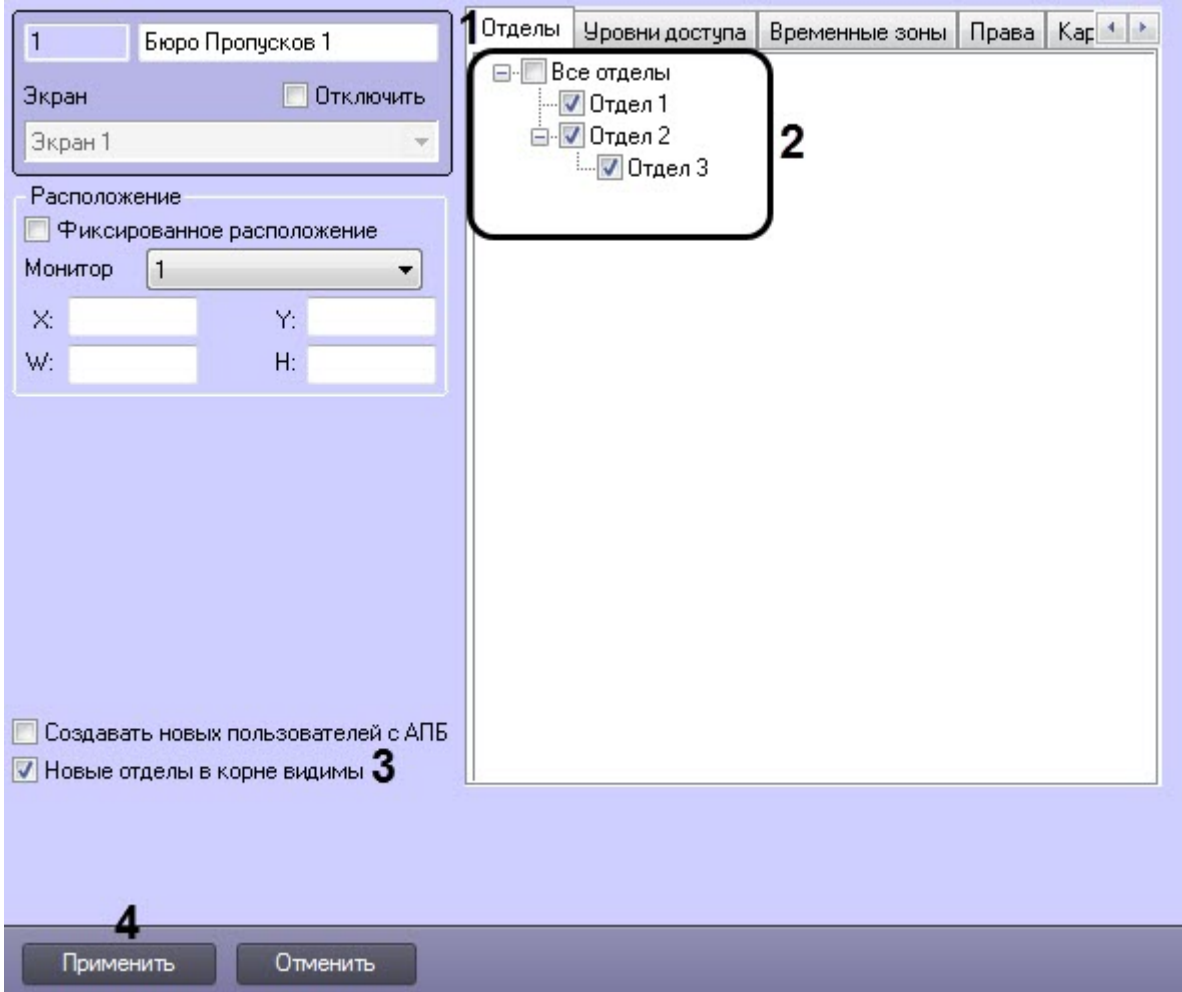 1 Бюро Пропусков 1
Экран Отключить
Экран 1
Расположение
Фиксированное расположение
Монитор 1
X: Y:
W: H:
Создавать новых пользователей с АПБ
Новые отделы в корне видимы 3
1 Отделы Уровни доступа Временные зоны Права Кар
Все отделы
Отдел 1
Отдел 2
2
Отдел 3
4
Применить Отменить